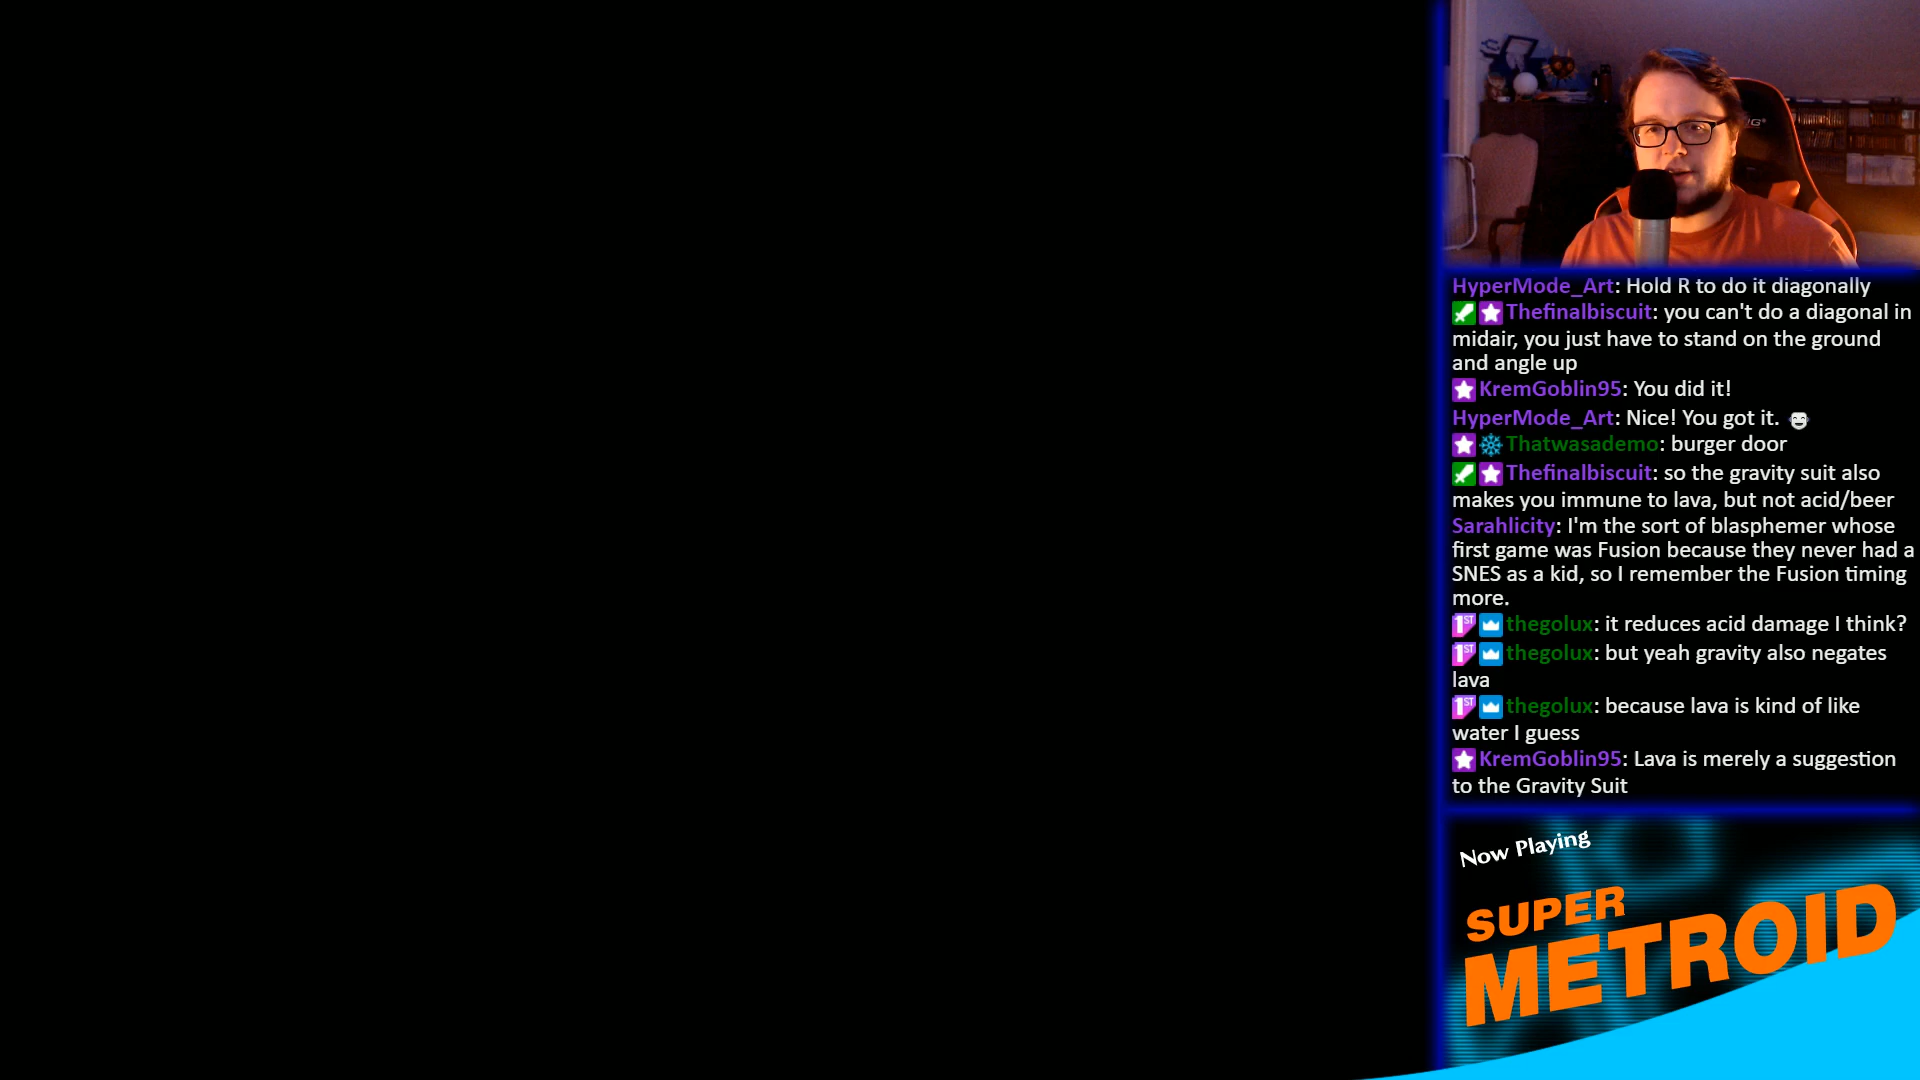 HyperMode_Art: Hold R to do it diagonally
Thefinalbiscuit: you can't do a diagonal in
midair, you just have to stand on the ground
and angle up
KremGoblin95: You did it!
HyperMode_Art: Nice! You got it.
Thatwasademo: burger door
Thefinalbiscuit: so the gravity suit also
makes you immune to lava, but not acid/beer
Sarahlicity: I'm the sort of blasphemer whose
first game was Fusion because they never had a
SNES as a kid, so I remember the Fusion timing
more.
1ST thegolux: it reduces acid damage I think?
1ST thegolux: but yeah gravity also negates
lava
1ST thegolux: because lava is kind of like
water I guess
KremGoblin95: Lava is merely a suggestion
to the Gravity Suit
Now Playing
SUPER
METROID